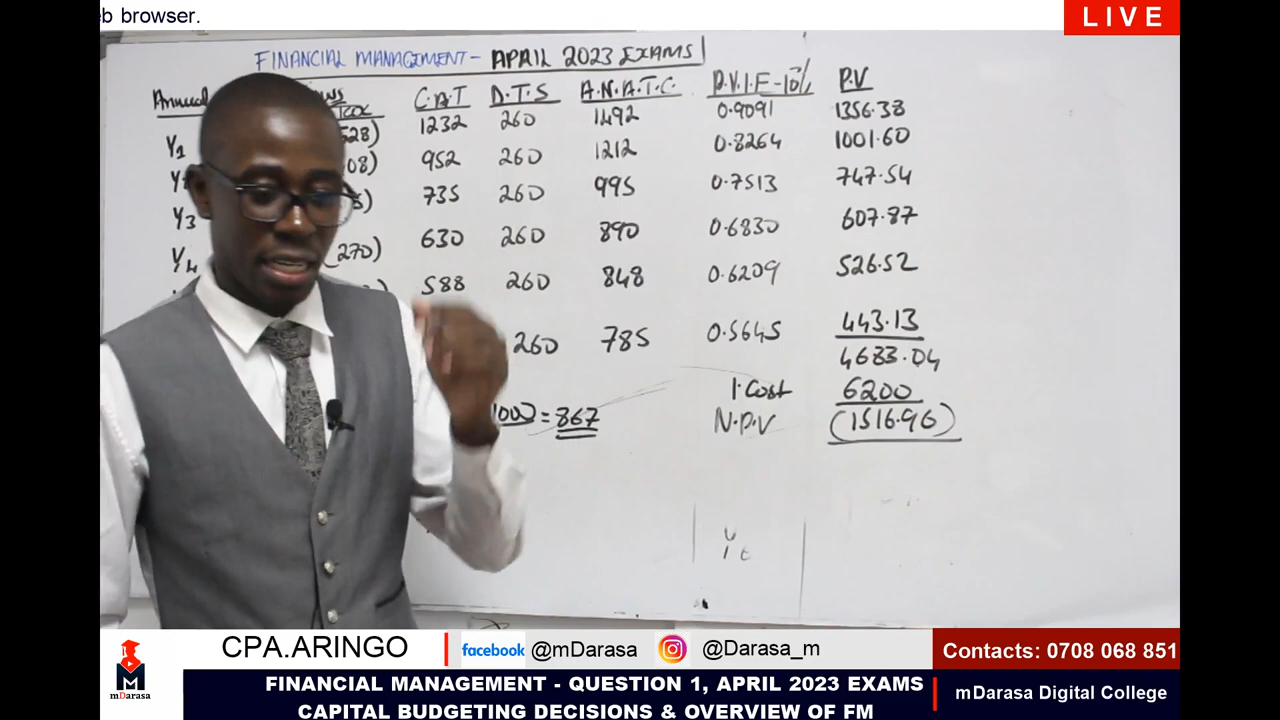 eb browser.
LIVE
FINANCIAL MANAGEMENT - APRIL 2023 EXAMS
Annual C.A.T D.T.S A.N.A.T.C. P.V.I.F-10% P.V
Y1 528) 1232 260 1492 0.9091 1356.38
08) 952 260 1212 0.8264 1001.60
Y3 735 260 995 0.7513 747.54
Y4 270) 630 260 890 0.6830 607.87
588 260 848 0.6209 526.52
260 785 0.5645 443.13
4683.04
I.Cost 6200
= 867 N.P.V (1516.96)
CPA.ARINGO facebook @mDarasa @Darasa_m Contacts: 0708 068 851
mDarasa
FINANCIAL MANAGEMENT - QUESTION 1, APRIL 2023 EXAMS
CAPITAL BUDGETING DECISIONS & OVERVIEW OF FM
mDarasa Digital College